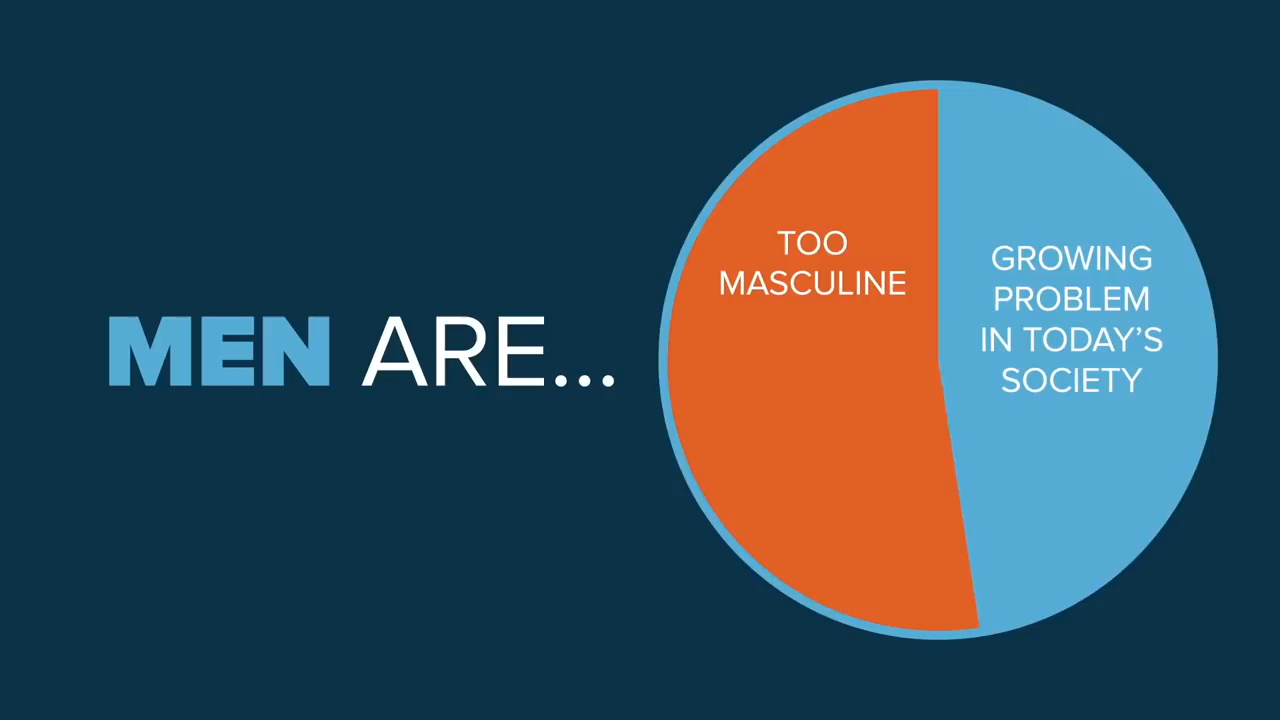 MEN ARE...
TOO
MASCULINE
GROWING
PROBLEM
IN TODAY'S
SOCIETY